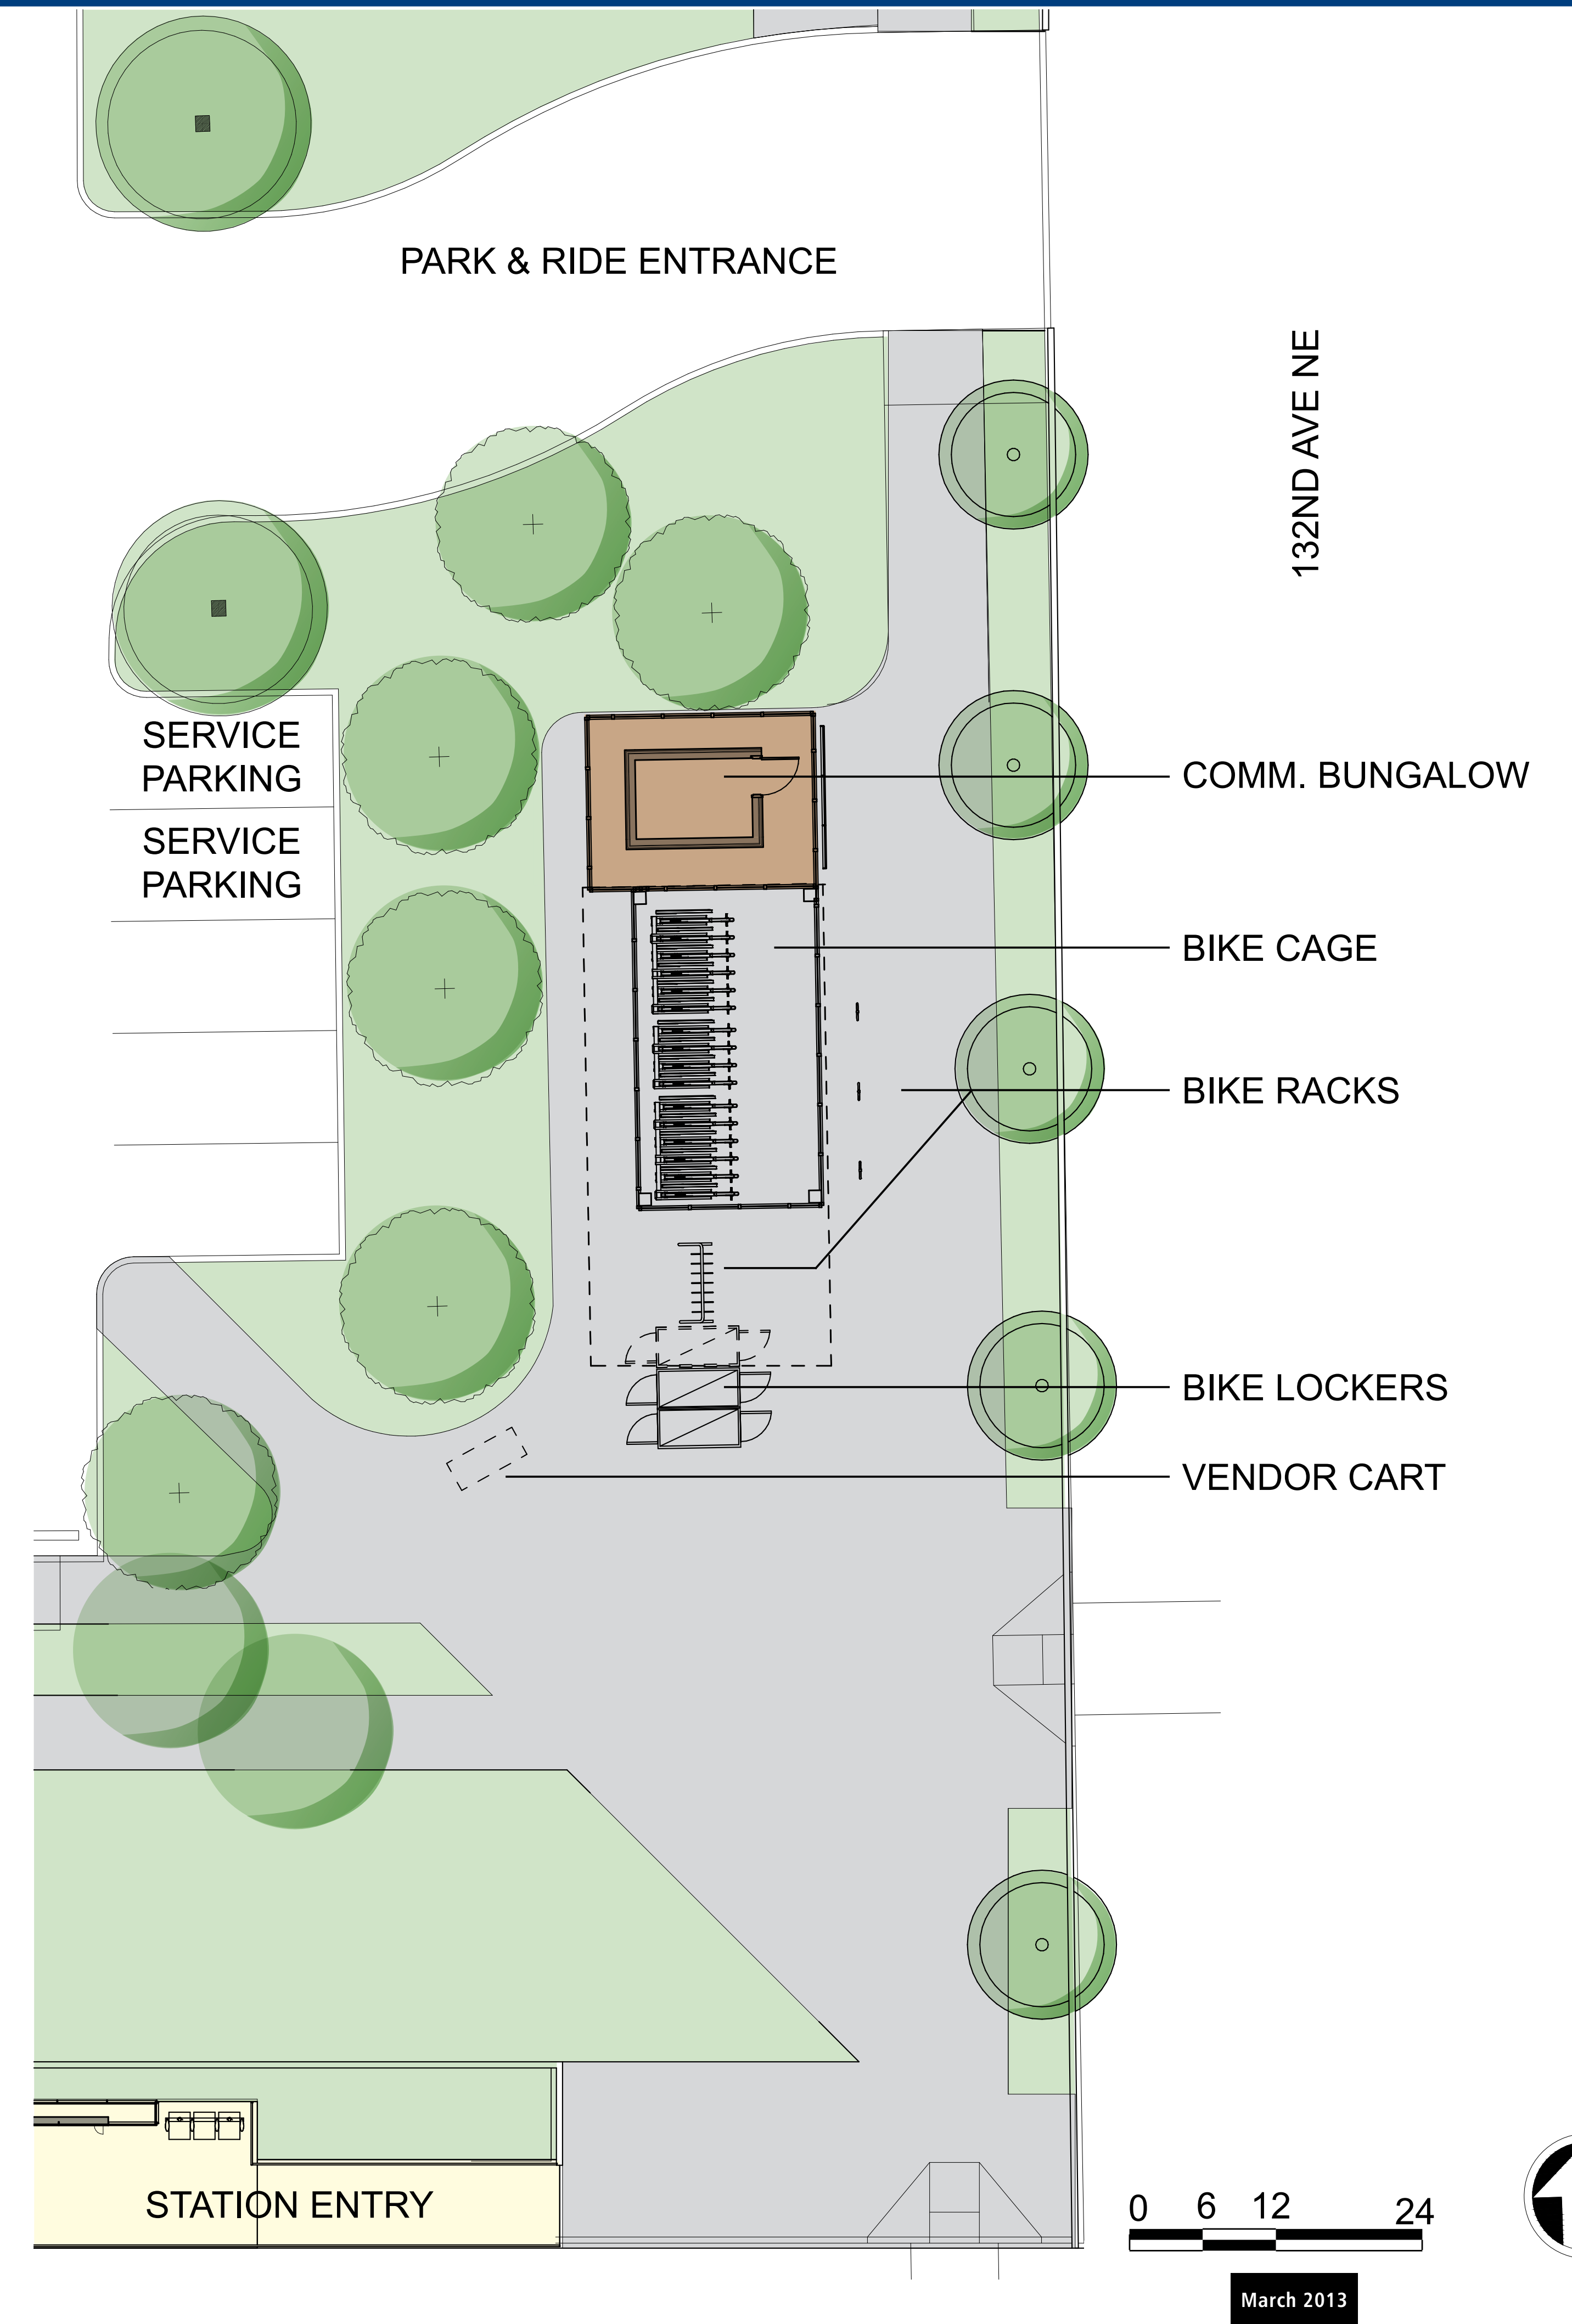 PARK & RIDE ENTRANCE
132ND AVE NE
SERVICE
PARKING
SERVICE
PARKING
COMM. BUNGALOW
BIKE CAGE
BIKE RACKS
BIKE LOCKERS
VENDOR CART
STATION ENTRY
0 6 12 24
March 2013